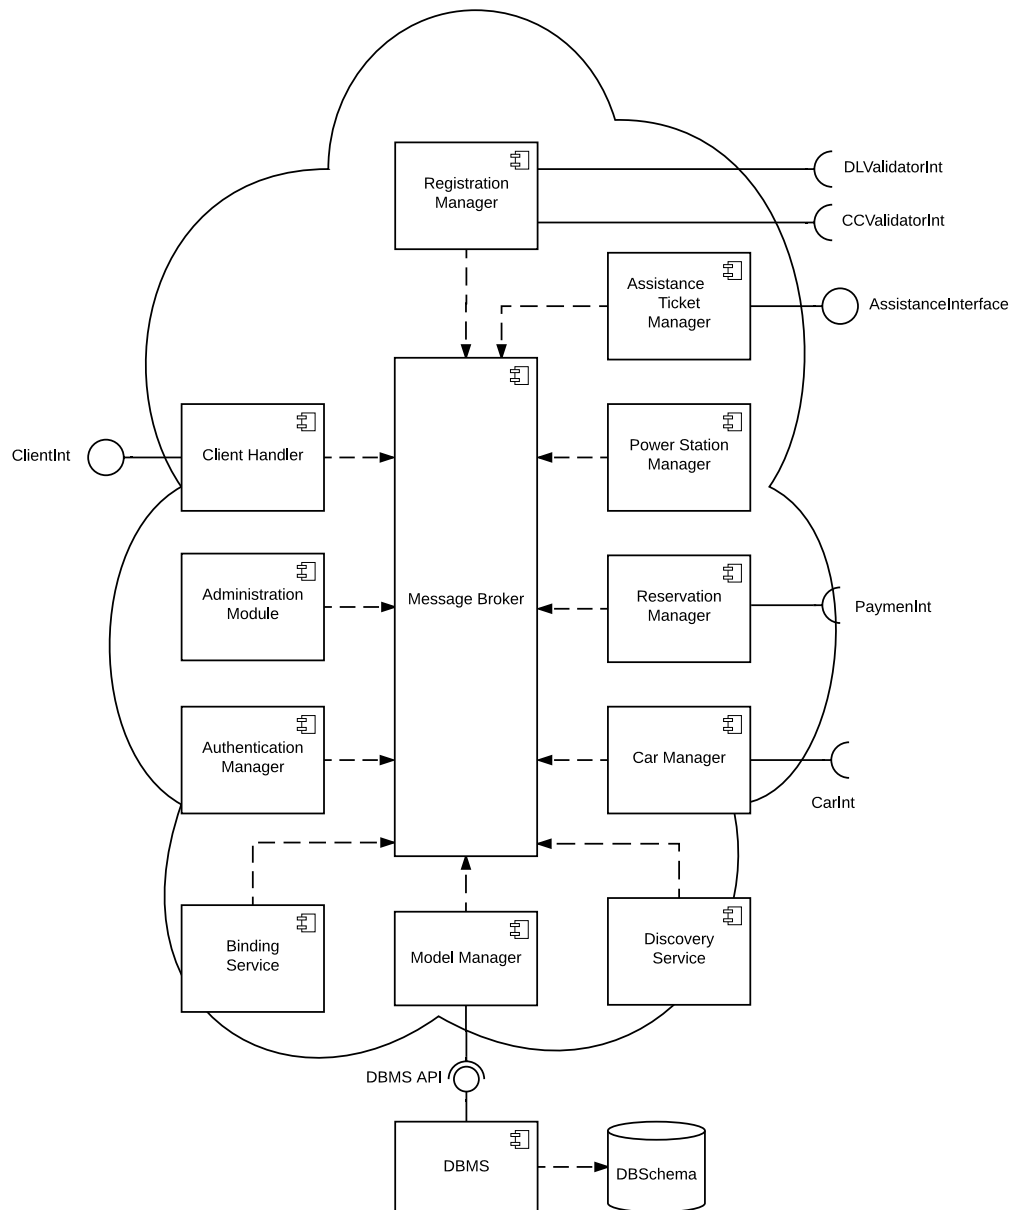 Registration
Manager
DLValidatorInt
CCValidatorInt
Assistance
Ticket
Manager
AssistanceInterface
ClientInt
Client Handler
Power Station
Manager
Administration
Module
Message Broker
Reservation
Manager
PaymenInt
Authentication
Manager
Car Manager
CarInt
Binding
Service
Model Manager
Discovery
Service
DBMS API
DBMS
DBSchema